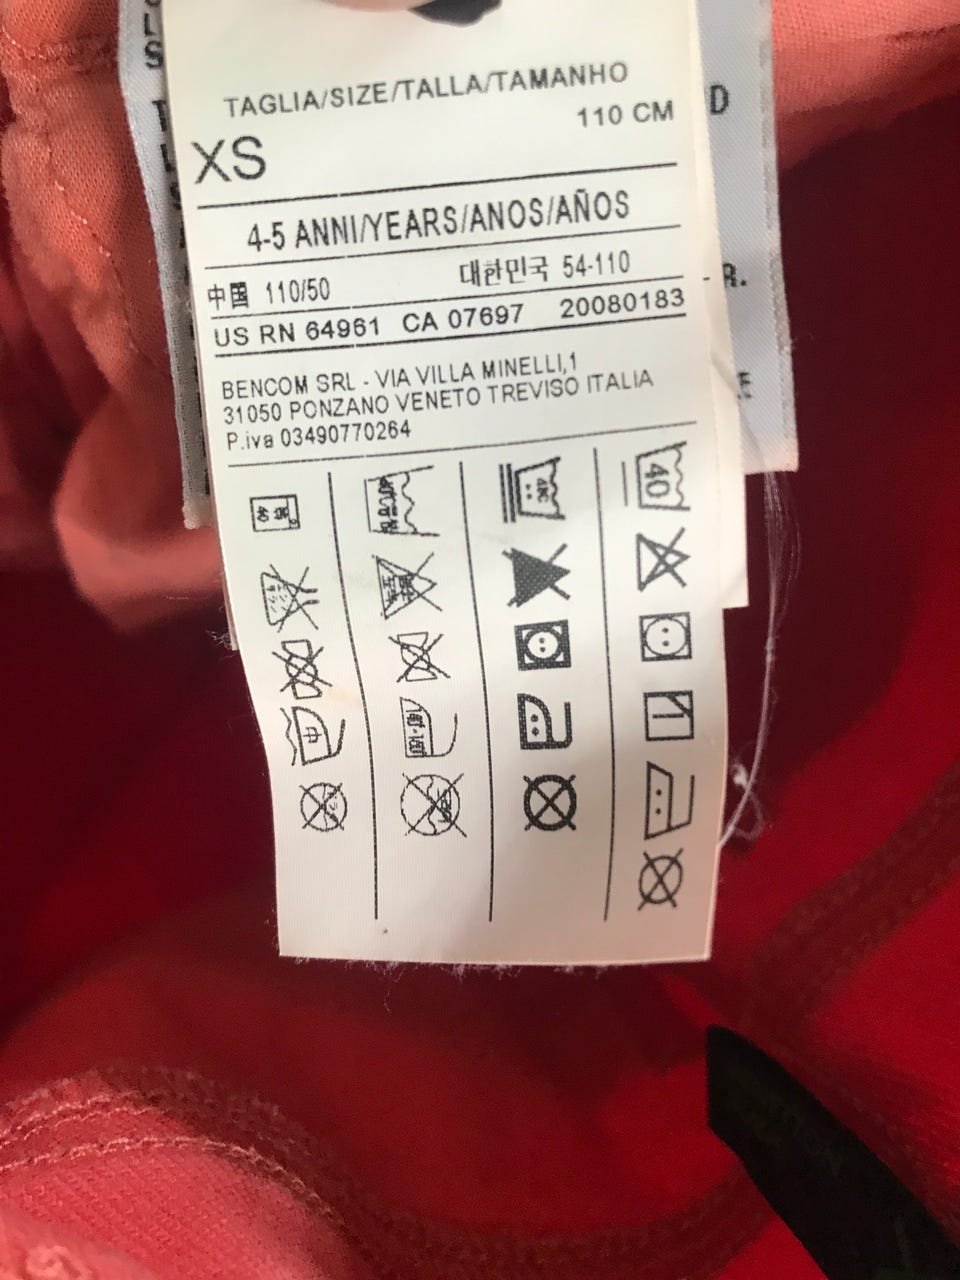 TAGLIA/SIZE/TALLA/TAMANHO
XS 110 CM
4-5 ANNI/YEARS/ANOS/AÑOS
中国 110/50 대한민국 54-110
US RN 64961 CA 07697 20080183
BENCOM SRL - VIA VILLA MINELLI,1
31050 PONZANO VENETO TREVISO ITALIA
P.iva 03490770264
40